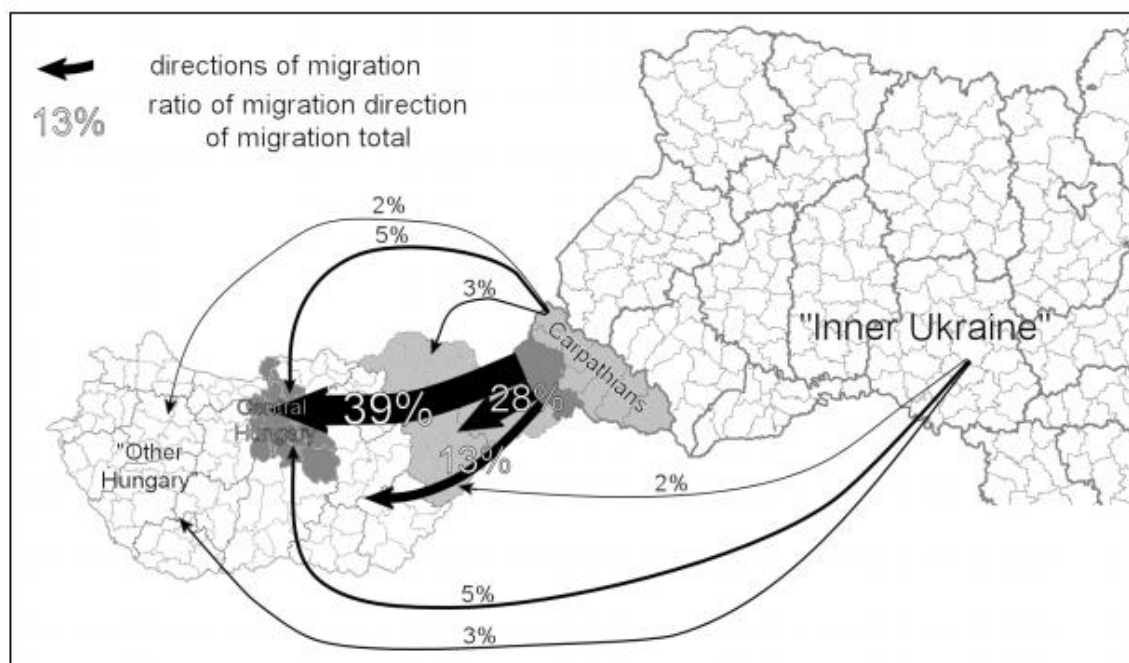 directions of migration
13%
ratio of migration direction
of migration total
2%
5%
3%
"Inner Ukraine"
Carpathians
39%
28%
Central
Hungary
"Other
Hungary"
13%
2%
5%
3%